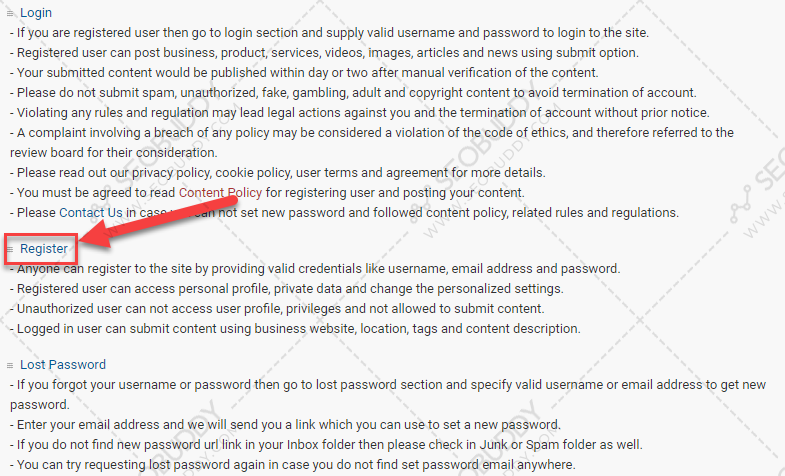 ≡ Login
- If you are registered user then go to login section and supply valid username and password to login to the site.
- Registered user can post business, product, services, videos, images, articles and news using submit option.
- Your submitted content would be published within day or two after manual verification of the content.
- Please do not submit spam, unauthorized, fake, gambling, adult and copyright content to avoid termination of account.
- Violating any rules and regulation may lead legal actions against you and the termination of account without prior notice.
- A complaint involving a breach of any policy may be considered a violation of the code of ethics, and therefore referred to the
review board for their consideration.
- Please read out our privacy policy, cookie policy, user terms and agreement for more details.
- You must be agreed to read Content Policy for registering user and posting your content.
- Please Contact Us in case can not set new password and followed content policy, related rules and regulations.
≡ Register
- Anyone can register to the site by providing valid credentials like username, email address and password.
- Registered user can access personal profile, private data and change the personalized settings.
- Unauthorized user can not access user profile, privileges and not allowed to submit content.
- Logged in user can submit content using business website, location, tags and content description.
≡ Lost Password
- If you forgot your username or password then go to lost password section and specify valid username or email address to get new
password.
- Enter your email address and we will send you a link which you can use to set a new password.
- If you do not find new password url link in your Inbox folder then please check in Junk or Spam folder as well.
- You can try requesting lost password again in case you do not find set password email anywhere.
SEOBUDDY
WWW.SEOBUDDY.COM